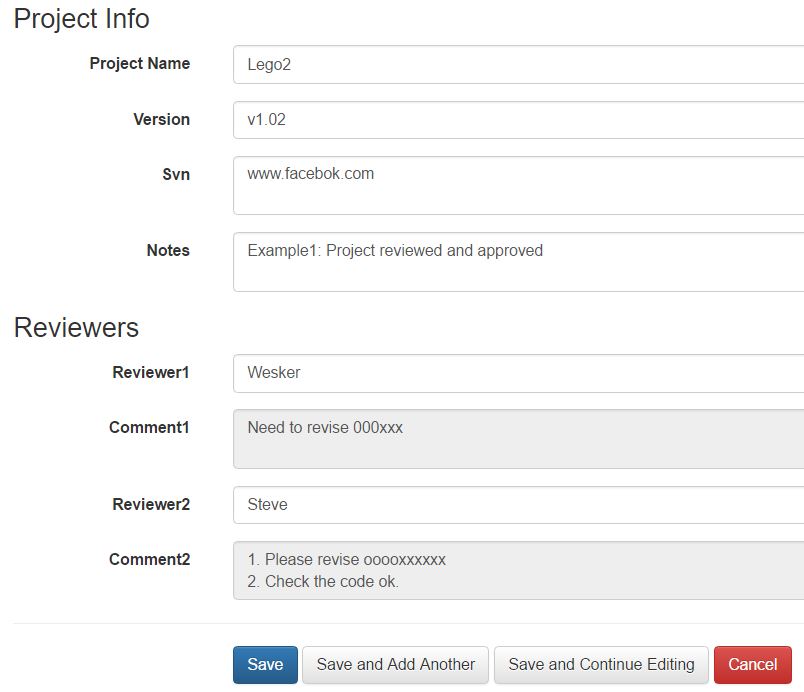 Project Info
Project Name
Lego2
Version
v1.02
Svn
www.facebok.com
Notes
Example1: Project reviewed and approved
Reviewers
Reviewer1
Wesker
Comment1
Need to revise 000xxx
Reviewer2
Steve
Comment2
1. Please revise ooooxxxxxx
2. Check the code ok.
Save
Save and Add Another
Save and Continue Editing
Cancel